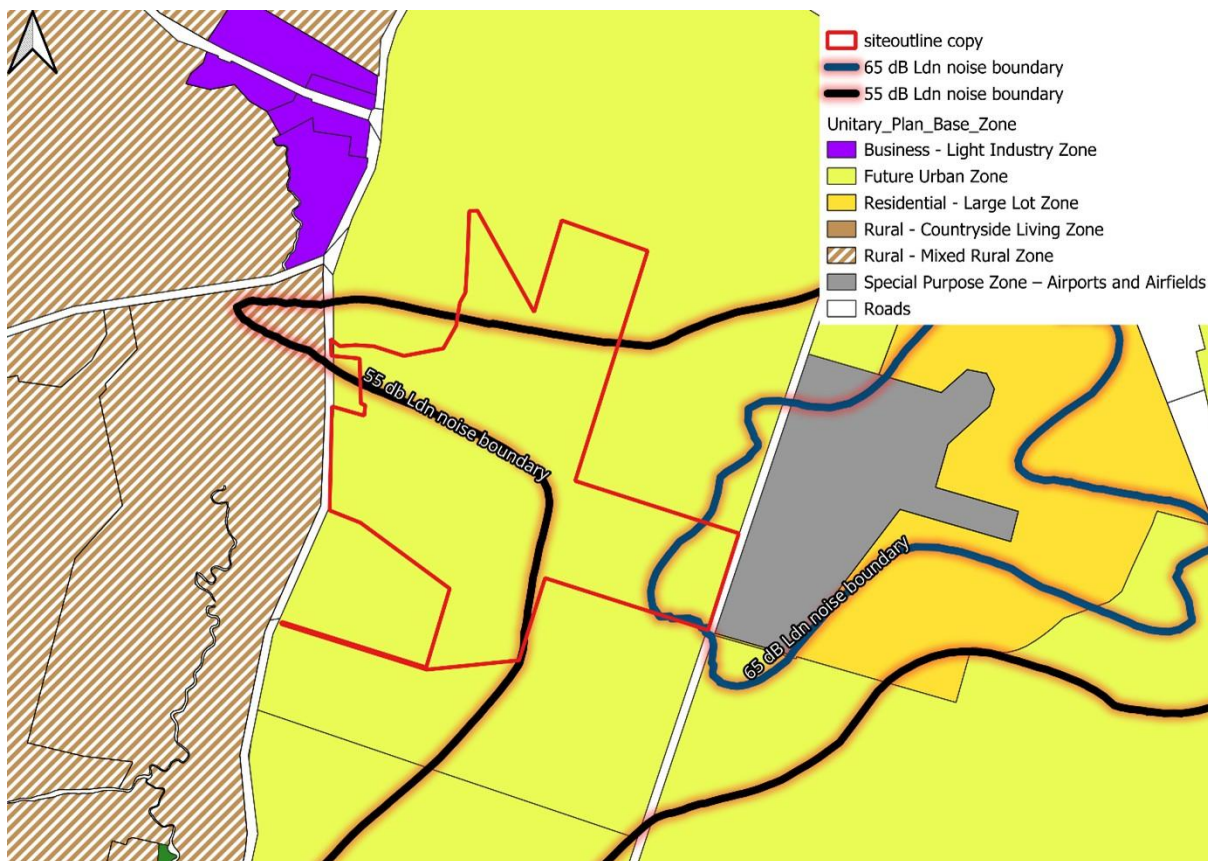 siteoutline copy
65 dB Ldn noise boundary
55 dB Ldn noise boundary
Unitary_Plan_Base_Zone
Business - Light Industry Zone
Future Urban Zone
Residential - Large Lot Zone
Rural - Countryside Living Zone
Rural - Mixed Rural Zone
Special Purpose Zone – Airports and Airfields
Roads
55 db Ldn noise boundary
65 dB Ldn noise boundary